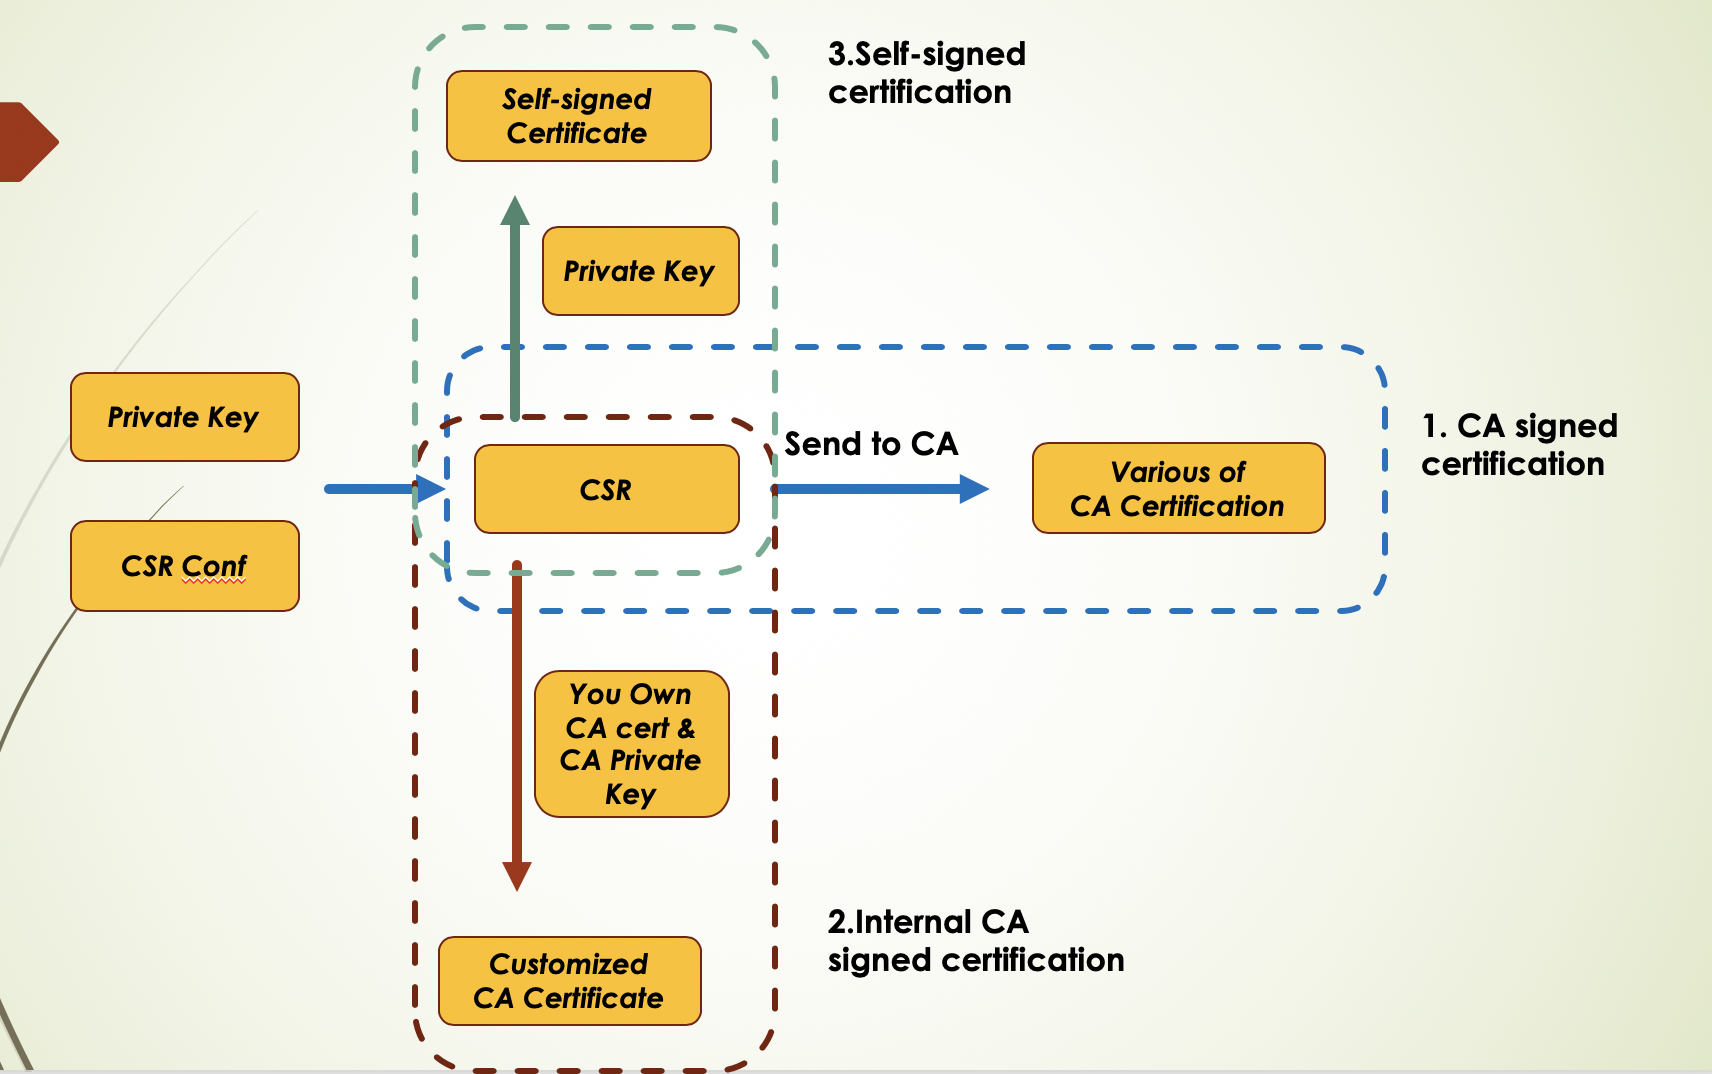 3.Self-signed
certification
Self-signed
Certificate
Private Key
Private Key
CSR Conf
CSR
Send to CA
Various of
CA Certification
1. CA signed
certification
You Own
CA cert &
CA Private
Key
2.Internal CA
signed certification
Customized
CA Certificate